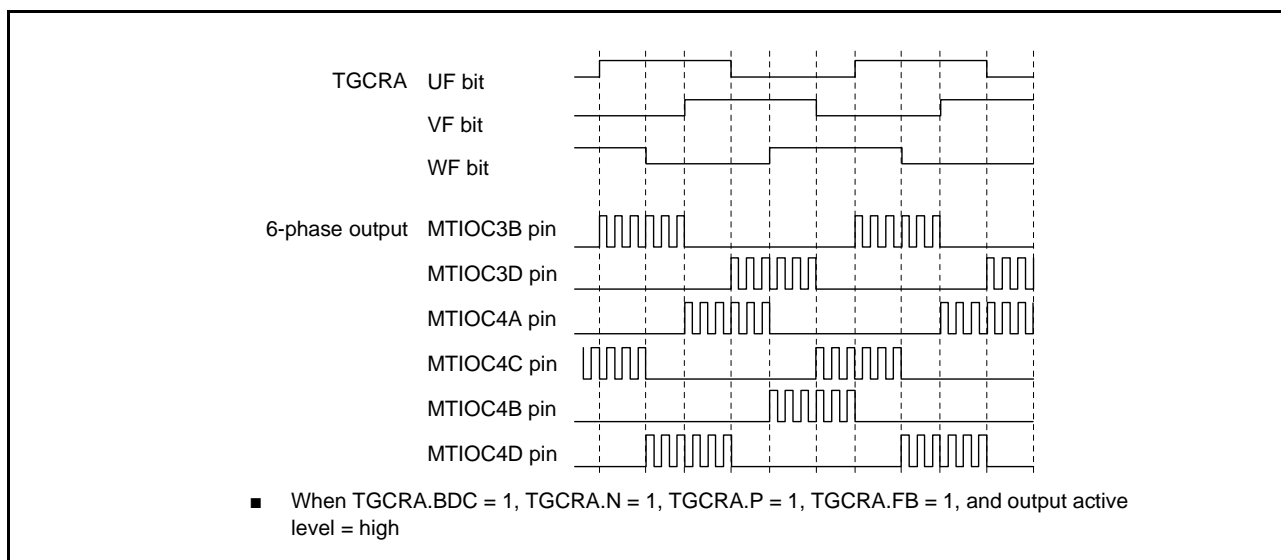 TGCRA UF bit
VF bit
WF bit
6-phase output MTIOC3B pin
MTIOC3D pin
MTIOC4A pin
MTIOC4C pin
MTIOC4B pin
MTIOC4D pin
■ When TGCRA.BDC = 1, TGCRA.N = 1, TGCRA.P = 1, TGCRA.FB = 1, and output active
level = high